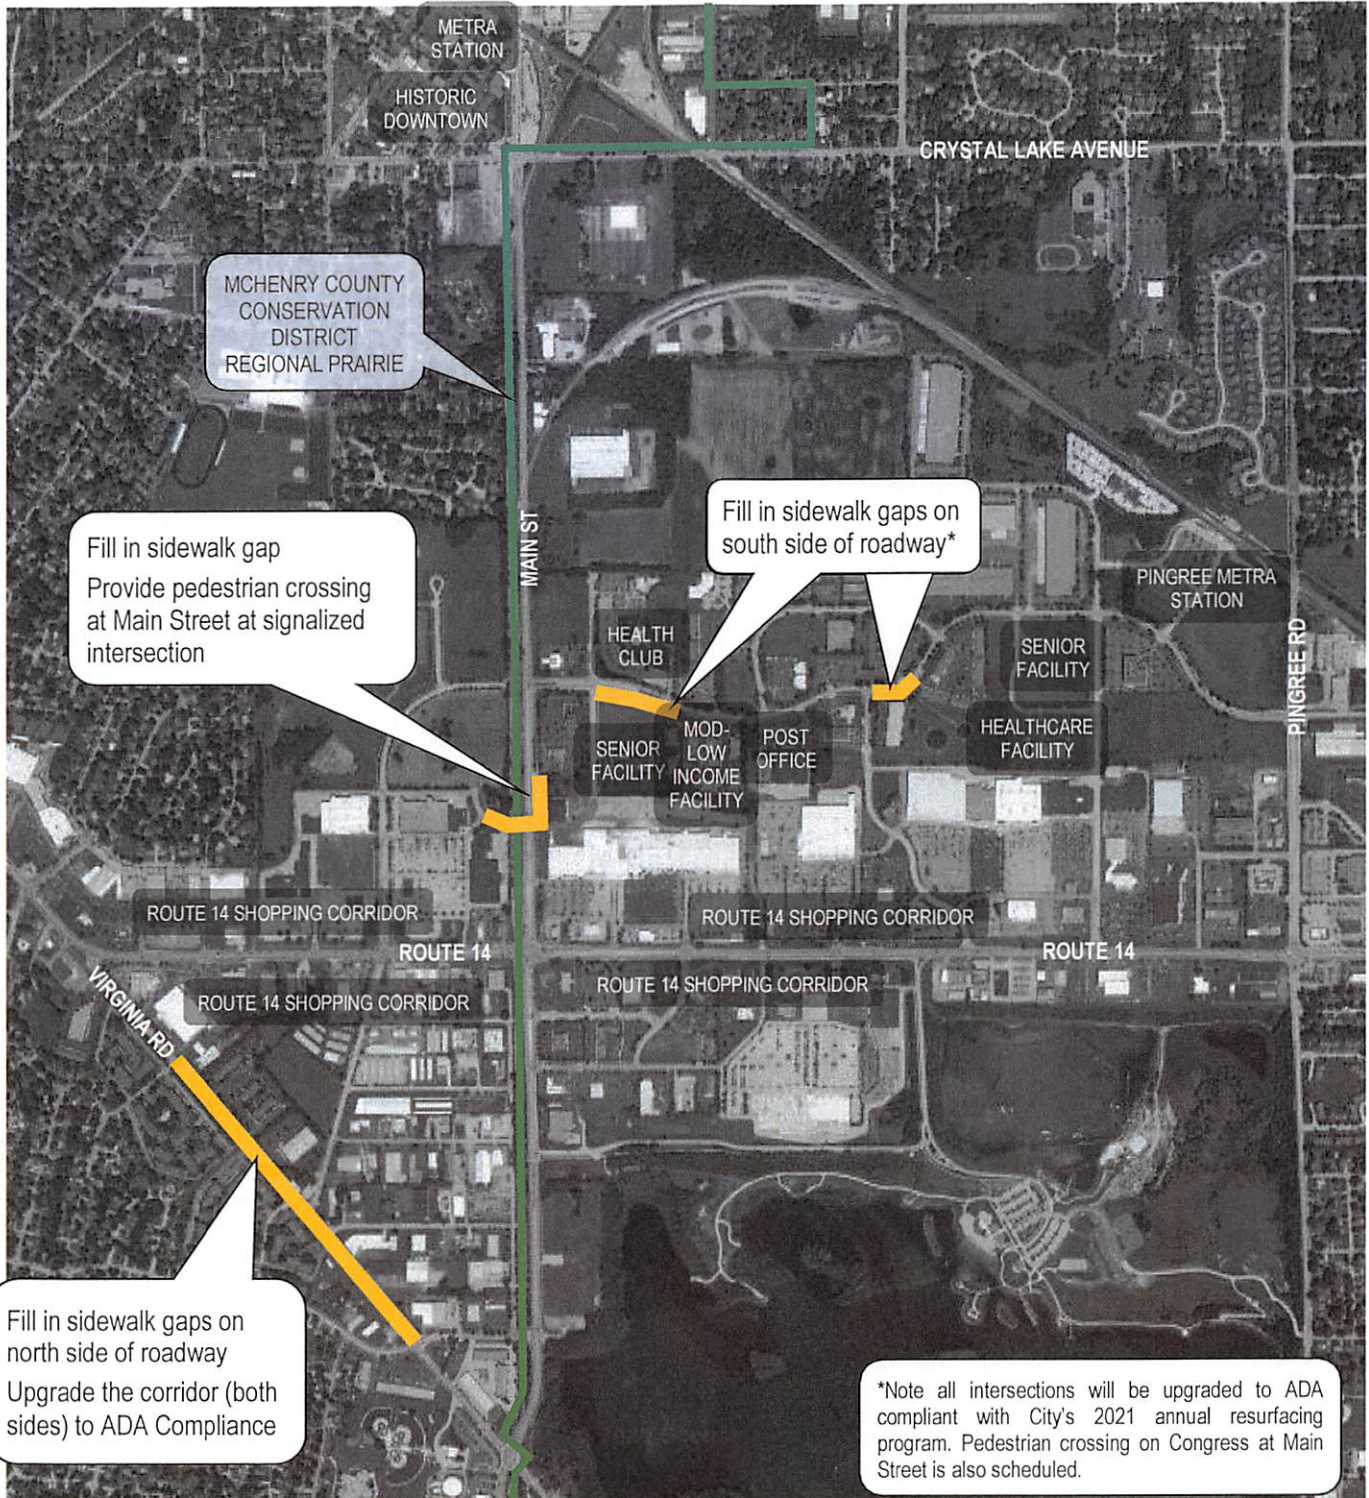 METRA
STATION
HISTORIC
DOWNTOWN
CRYSTAL LAKE AVENUE
MCHENRY COUNTY
CONSERVATION
DISTRICT
REGIONAL PRAIRIE
MAIN ST
Fill in sidewalk gap
Provide pedestrian crossing
at Main Street at signalized
intersection
Fill in sidewalk gaps on
south side of roadway*
PINGREE METRA
STATION
PINGREE RD
HEALTH
CLUB
SENIOR
FACILITY
SENIOR
FACILITY
MOD-
LOW
INCOME
FACILITY
POST
OFFICE
HEALTHCARE
FACILITY
ROUTE 14 SHOPPING CORRIDOR
ROUTE 14 SHOPPING CORRIDOR
ROUTE 14
ROUTE 14
ROUTE 14 SHOPPING CORRIDOR
ROUTE 14 SHOPPING CORRIDOR
VIRGINIA RD
Fill in sidewalk gaps on
north side of roadway
Upgrade the corridor (both
sides) to ADA Compliance
*Note all intersections will be upgraded to ADA
compliant with City's 2021 annual resurfacing
program. Pedestrian crossing on Congress at Main
Street is also scheduled.